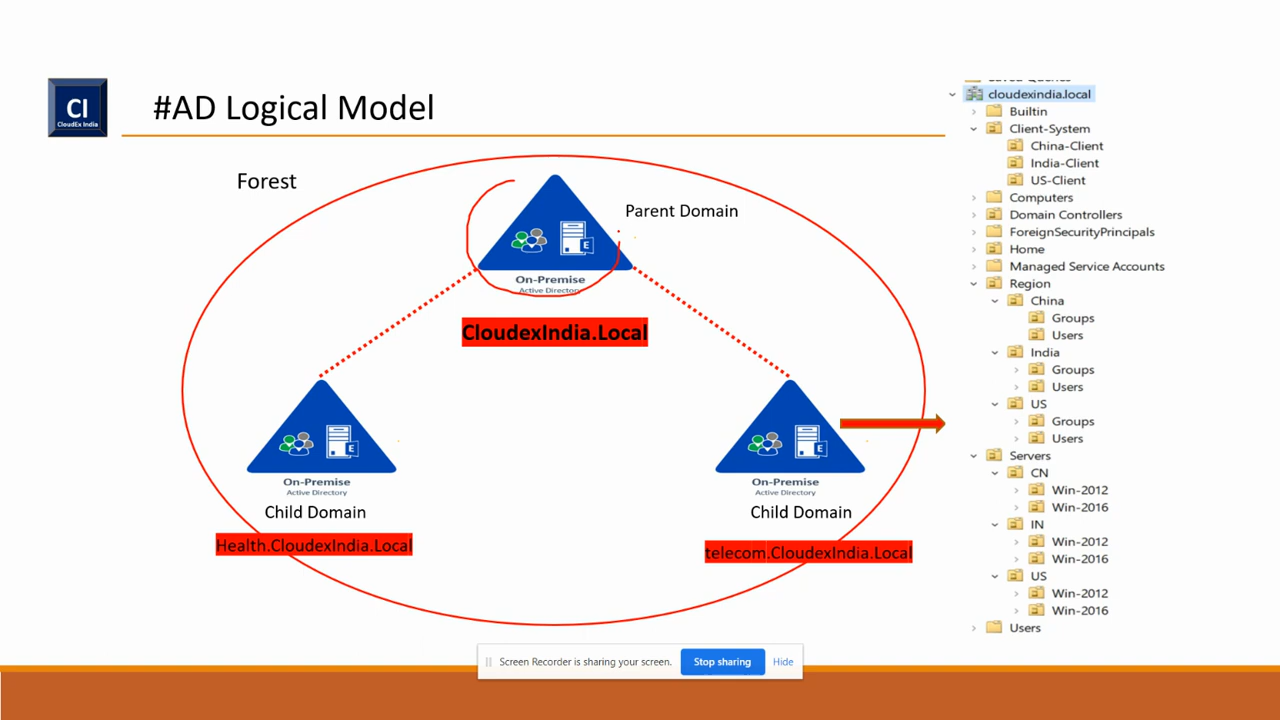 CI
CloudEx India
#AD Logical Model
Forest
Parent Domain
On-Premise
Active Directory
CloudexIndia.Local
On-Premise
Active Directory
Child Domain
Health.CloudexIndia.Local
On-Premise
Active Directory
Child Domain
telecom.CloudexIndia.Local
Saved Queries
cloudexindia.local
Builtin
Client-System
China-Client
India-Client
US-Client
Computers
Domain Controllers
ForeignSecurityPrincipals
Home
Managed Service Accounts
Region
China
Groups
Users
India
Groups
Users
US
Groups
Users
Servers
CN
Win-2012
Win-2016
IN
Win-2012
Win-2016
US
Win-2012
Win-2016
Users
Screen Recorder is sharing your screen.
Stop sharing
Hide